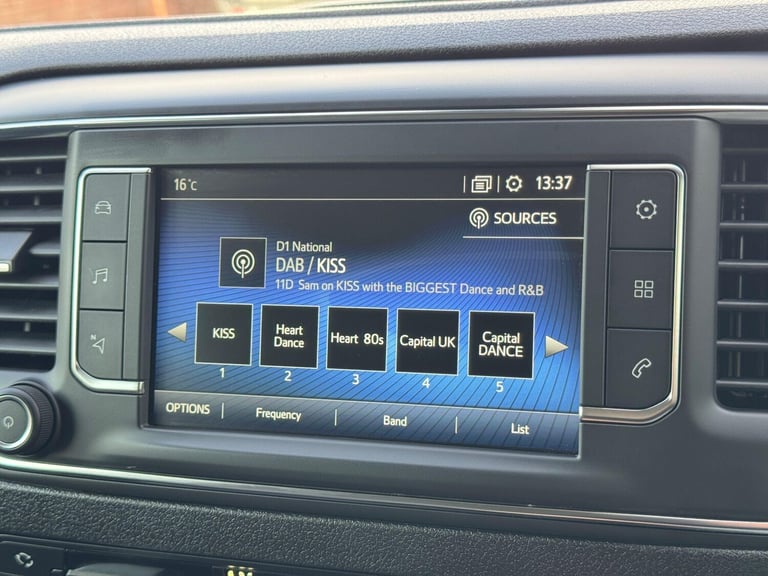 16°C 13:37
SOURCES
D1 National
DAB / KISS
11D Sam on KISS with the BIGGEST Dance and R&B
KISS
Heart
Dance
Heart 80s
Capital UK
Capital
DANCE
1 2 3 4 5
OPTIONS Frequency Band List
N